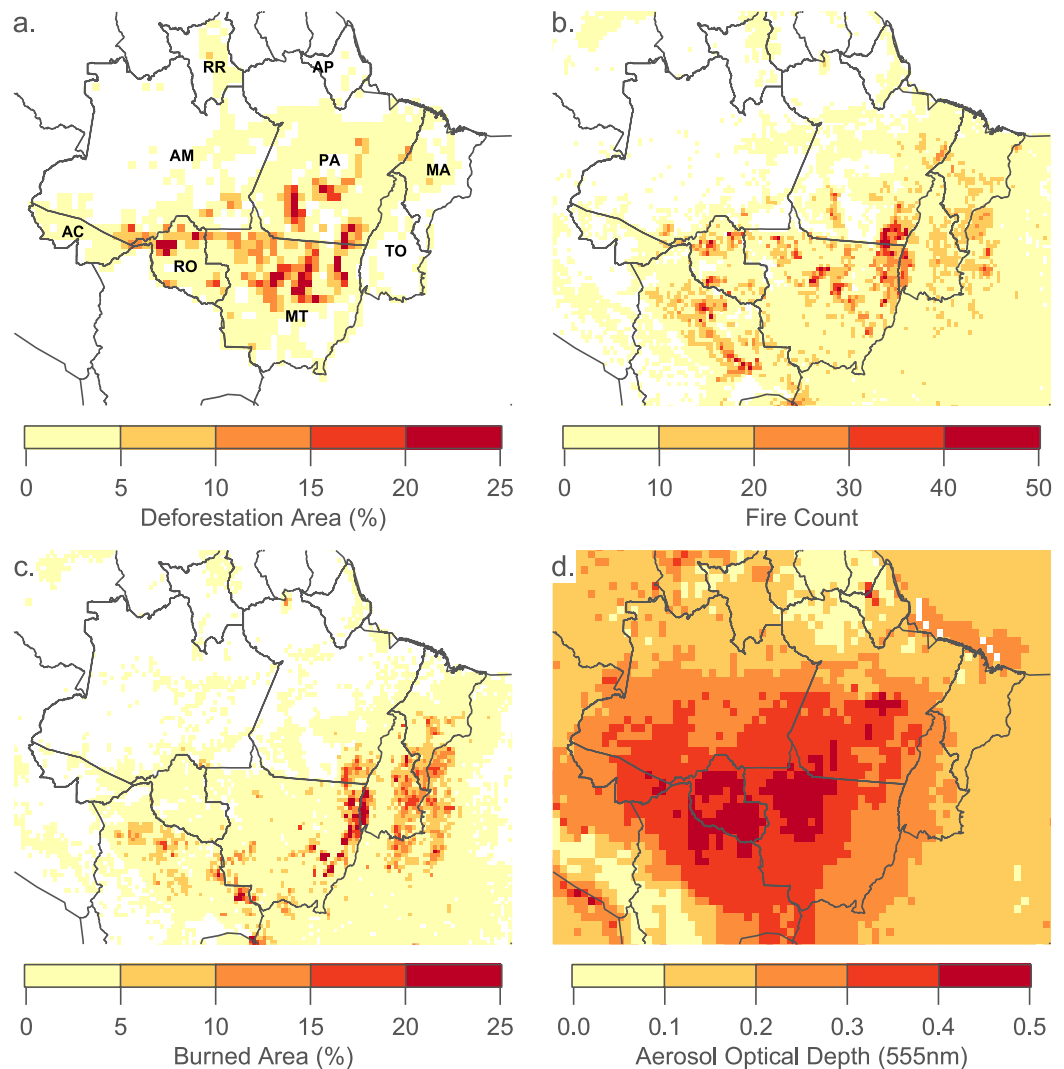 a.
RR
AP
AM
PA
MA
AC
RO
TO
MT
0 5 10 15 20 25
Deforestation Area (%)
b.
0 10 20 30 40 50
Fire Count
c.
0 5 10 15 20 25
Burned Area (%)
d.
0.0 0.1 0.2 0.3 0.4 0.5
Aerosol Optical Depth (555nm)